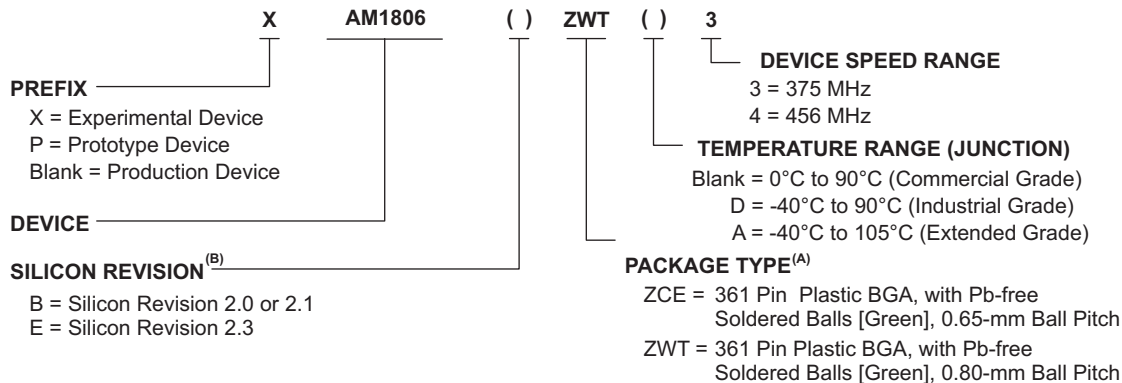 X AM1806 ( ) ZWT ( ) 3
PREFIX
X = Experimental Device
P = Prototype Device
Blank = Production Device
DEVICE
SILICON REVISION(B)
B = Silicon Revision 2.0 or 2.1
E = Silicon Revision 2.3
DEVICE SPEED RANGE
3 = 375 MHz
4 = 456 MHz
TEMPERATURE RANGE (JUNCTION)
Blank = 0°C to 90°C (Commercial Grade)
D = -40°C to 90°C (Industrial Grade)
A = -40°C to 105°C (Extended Grade)
PACKAGE TYPE(A)
ZCE = 361 Pin Plastic BGA, with Pb-free
Soldered Balls [Green], 0.65-mm Ball Pitch
ZWT = 361 Pin Plastic BGA, with Pb-free
Soldered Balls [Green], 0.80-mm Ball Pitch